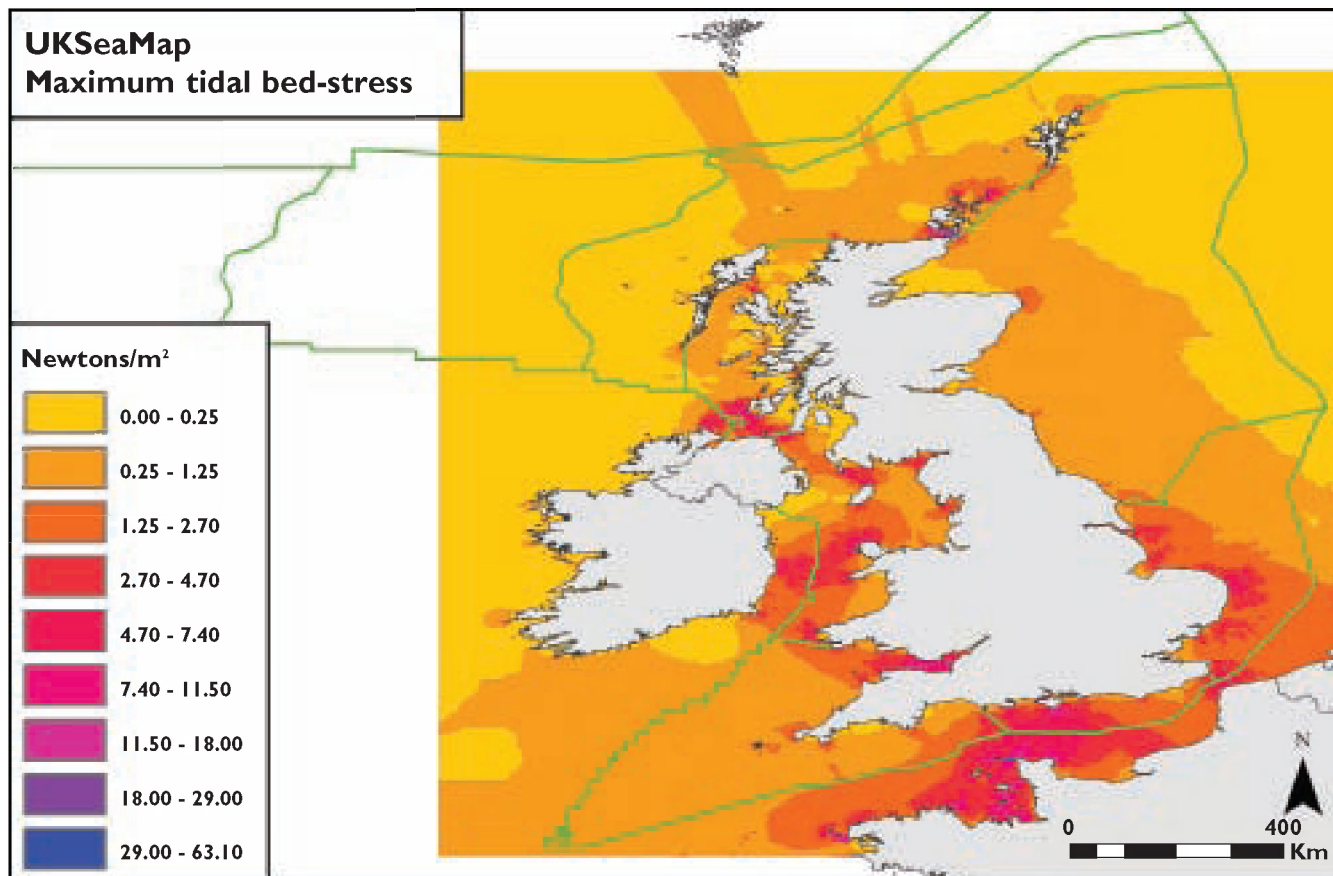 UKSeaMap
Maximum tidal bed-stress
Newtons/m²
0.00 - 0.25
0.25 - 1.25
1.25 - 2.70
2.70 - 4.70
4.70 - 7.40
7.40 - 11.50
11.50 - 18.00
18.00 - 29.00
29.00 - 63.10
N
0 400
Km